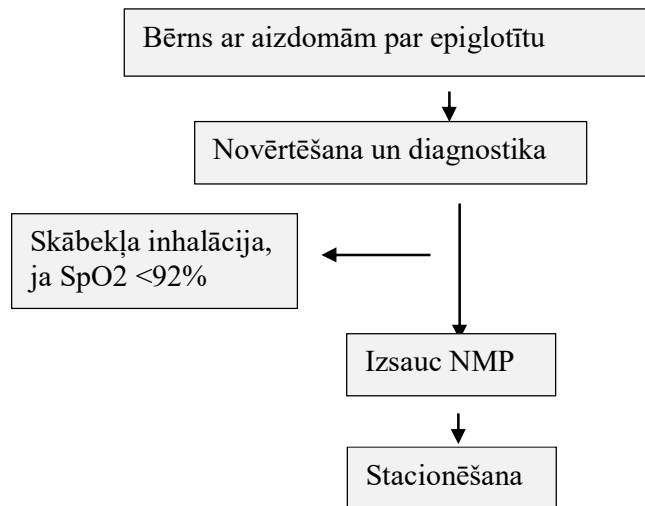 Bērns ar aizdomām par epiglotītu
Novērtēšana un diagnostika
Skābekļa inhalācija,
ja SpO2 <92%
Izsauc NMP
Stacionēšana